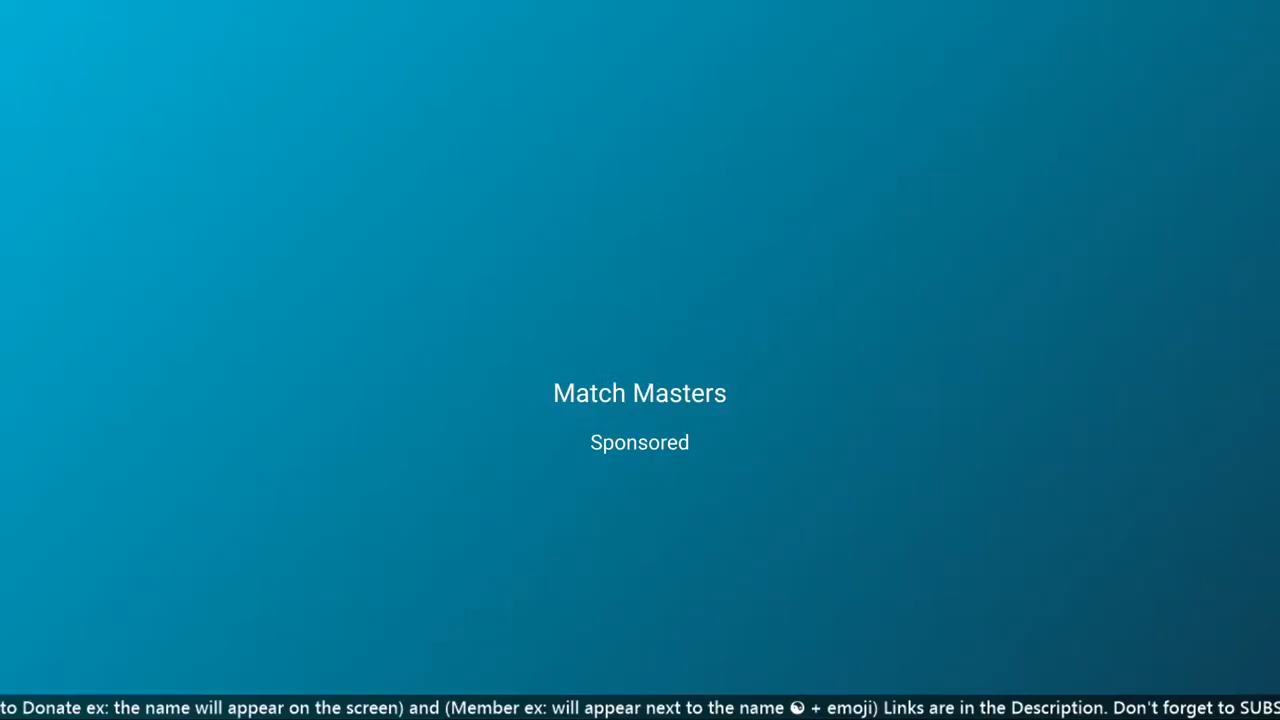 Match Masters
Sponsored
to Donate ex: the name will appear on the screen) and (Member ex: will appear next to the name ☯ + emoji) Links are in the Description. Don't forget to SUBS